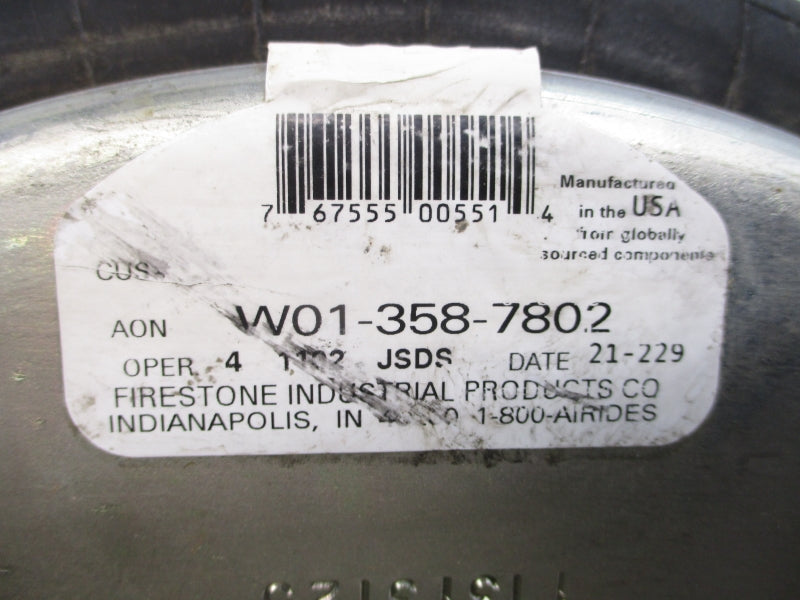 7 67555 00551 4
Manufactured
in the USA
from globally
sourced components
AON W01-358-7802
OPER 4 JSDS DATE 21-229
FIRESTONE INDUSTRIAL PRODUCTS CO
INDIANAPOLIS, IN 1-800-AIRIDES